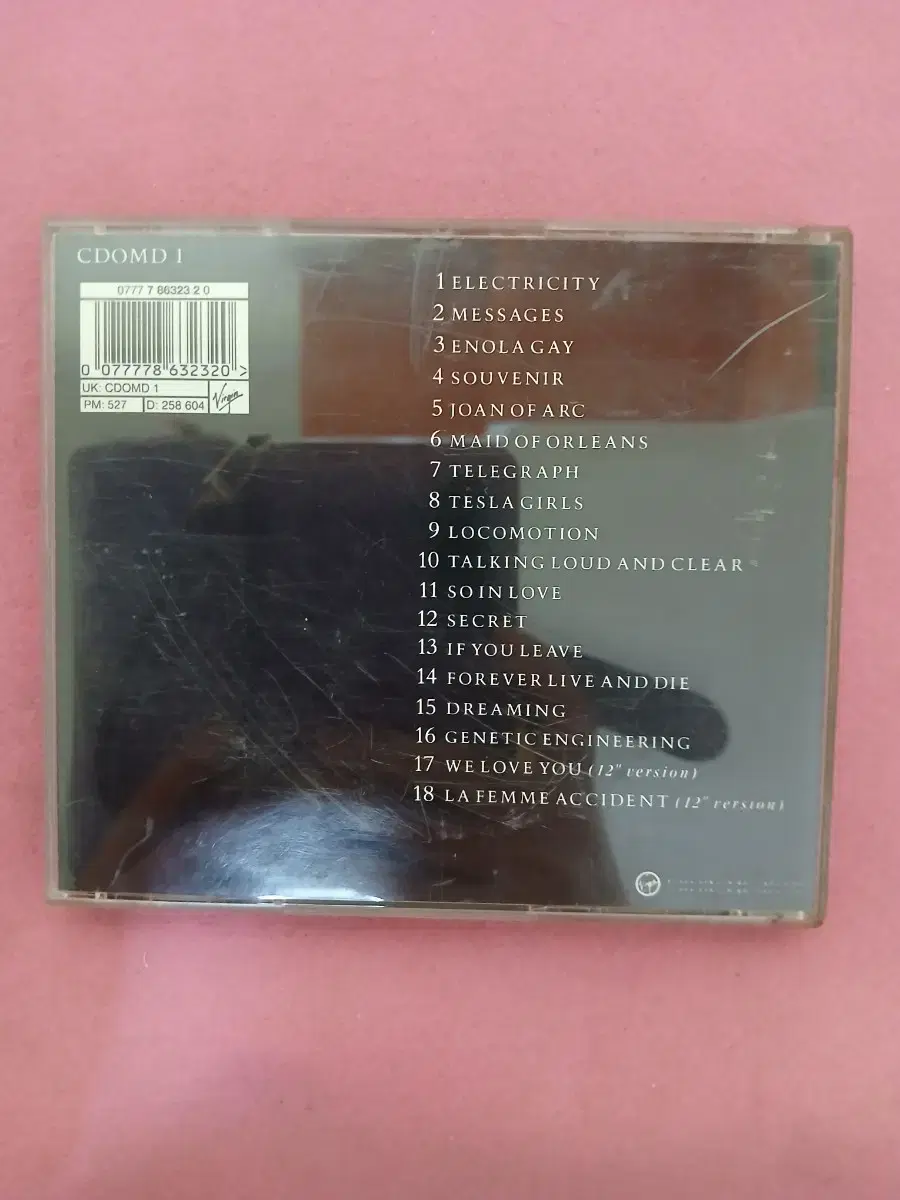 CDOMD 1
0777 7 86323 2 0
0 077778 632320 >
UK: CDOMD 1
PM: 527 D: 258 604 Virgin
1 ELECTRICITY
2 MESSAGES
3 ENOLA GAY
4 SOUVENIR
5 JOAN OF ARC
6 MAID OF ORLEANS
7 TELEGRAPH
8 TESLA GIRLS
9 LOCOMOTION
10 TALKING LOUD AND CLEAR
11 SO IN LOVE
12 SECRET
13 IF YOU LEAVE
14 FOREVER LIVE AND DIE
15 DREAMING
16 GENETIC ENGINEERING
17 WE LOVE YOU (12" version)
18 LA FEMME ACCIDENT (12" version)
Virgin